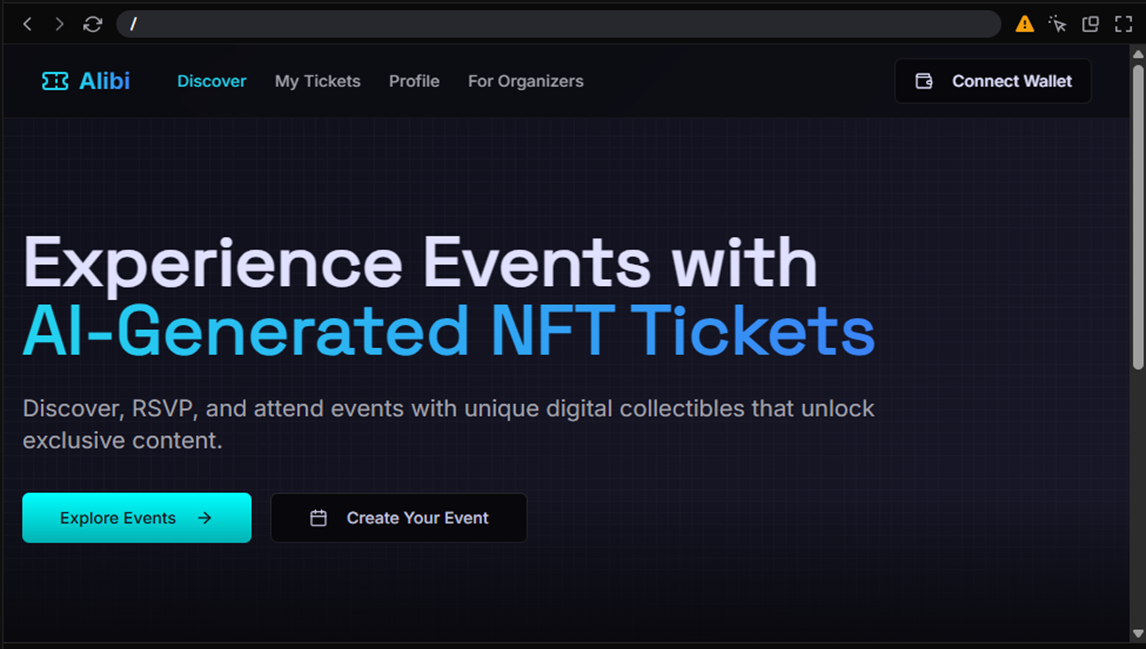 /
Alibi Discover My Tickets Profile For Organizers Connect Wallet
Experience Events with
AI-Generated NFT Tickets
Discover, RSVP, and attend events with unique digital collectibles that unlock
exclusive content.
Explore Events → Create Your Event